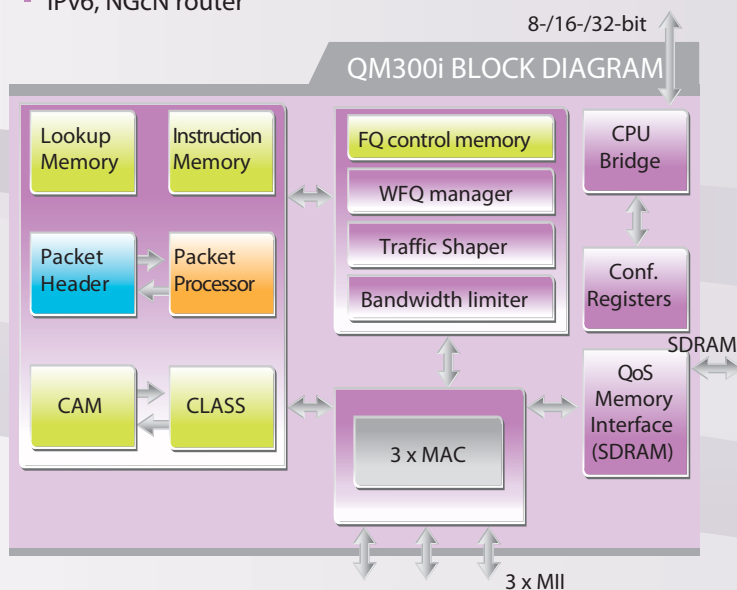 - IPv6, NGcN router
8-/16-/32-bit
QM300i BLOCK DIAGRAM
Lookup
Memory
Instruction
Memory
Packet
Header
Packet
Processor
CAM
CLASS
FQ control memory
WFQ manager
Traffic Shaper
Bandwidth limiter
CPU
Bridge
Conf.
Registers
SDRAM
QoS
Memory
Interface
(SDRAM)
3 x MAC
3 x MII